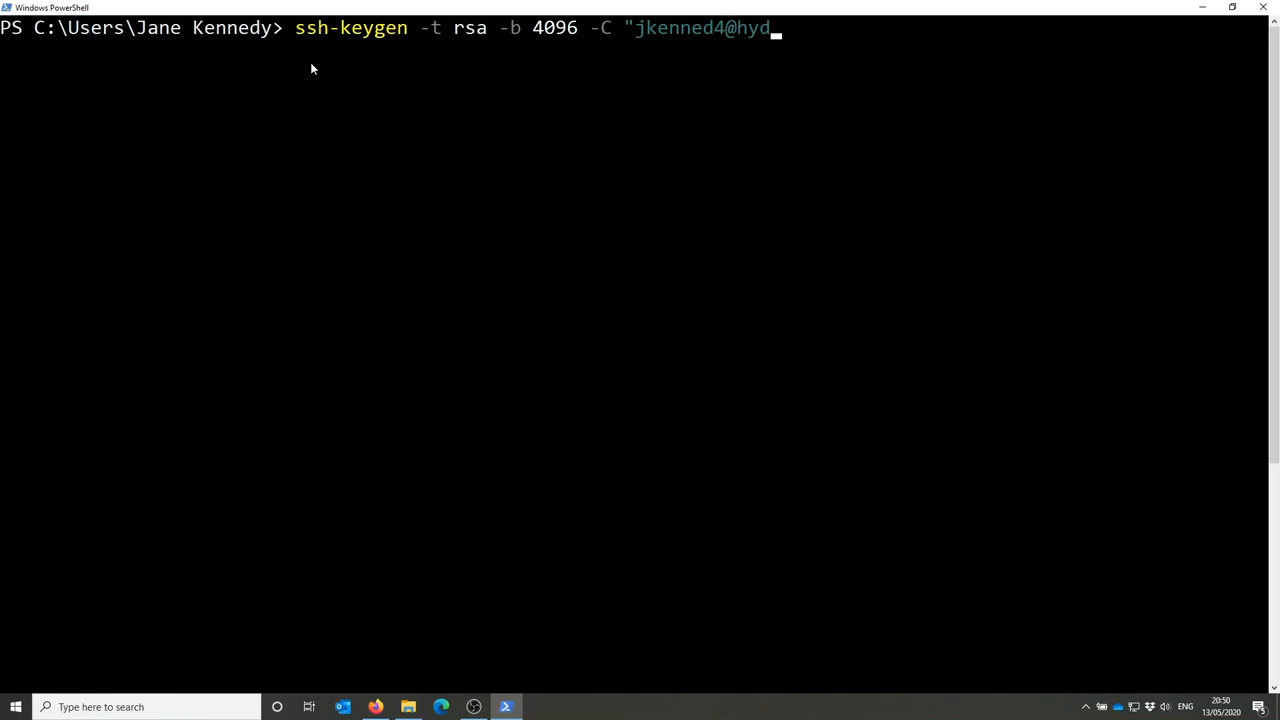 Windows PowerShell
PS C:\Users\Jane Kennedy> ssh-keygen -t rsa -b 4096 -C "jkenned4@hyd
Type here to search
ENG
20:50
13/05/2020
5